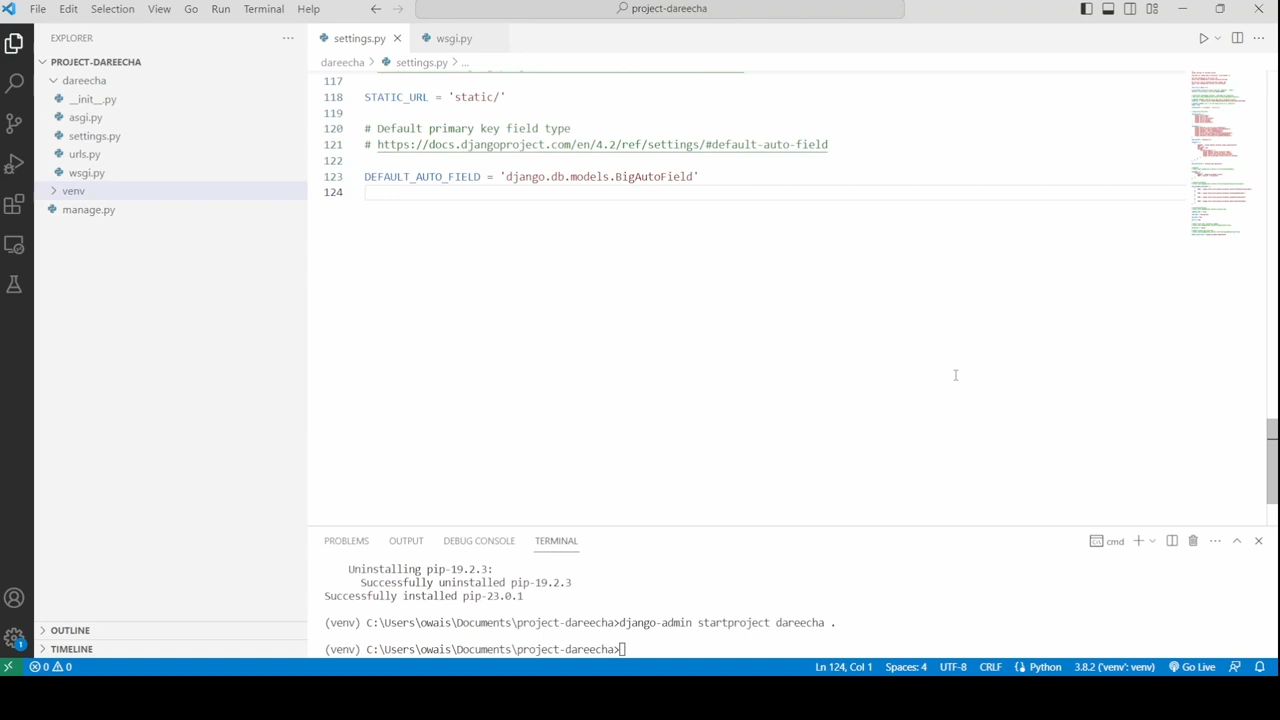 File Edit Selection View Go Run Terminal Help
project-dareecha
EXPLORER
PROJECT-DAREECHA
dareecha
__init__.py
asgi.py
settings.py
urls.py
wsgi.py
venv
manage.py
OUTLINE
TIMELINE
settings.py wsgi.py
dareecha > settings.py > ...
117
118 STATIC_URL = 'static
119
120 # Default primary key field type
121 # https://docs.djangoproject.com/en/4.2/ref/settings/#default-auto-field
122
123 DEFAULT_AUTO_FIELD = 'django.db.models.BigAutoField'
124
PROBLEMS OUTPUT DEBUG CONSOLE TERMINAL
cmd
Uninstalling pip-19.2.3:
Successfully uninstalled pip-19.2.3
Successfully installed pip-23.0.1
(venv) C:\Users\owais\Documents\project-dareecha>django-admin startproject dareecha .
(venv) C:\Users\owais\Documents\project-dareecha>
1
0 0 Ln 124, Col 1 Spaces: 4 UTF-8 CRLF Python 3.8.2 ('venv': venv) Go Live